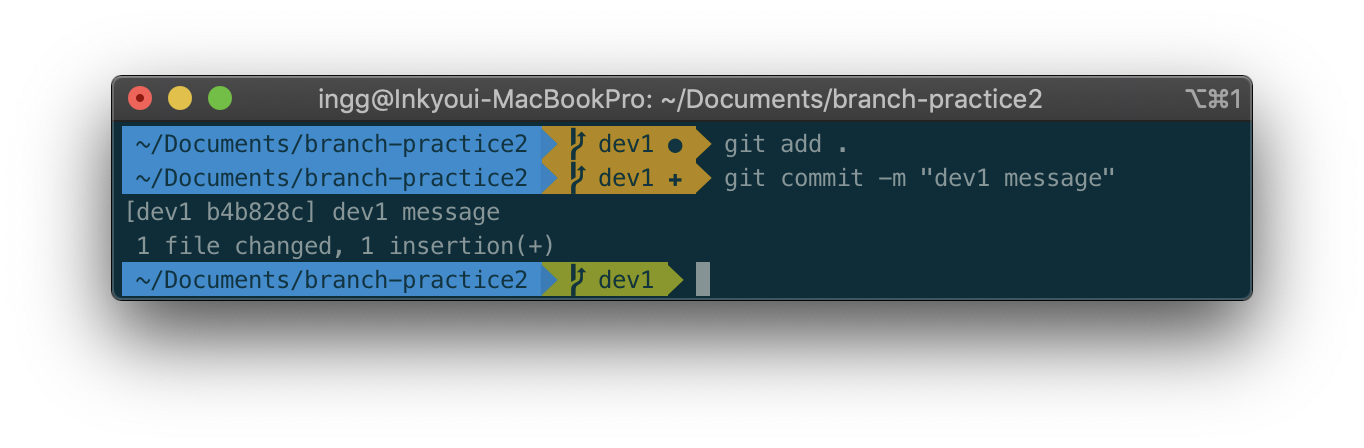 ingg@Inkyoui-MacBookPro: ~/Documents/branch-practice2 ⌥⌘1
~/Documents/branch-practice2 dev1 ● git add .
~/Documents/branch-practice2 dev1 ✚ git commit -m "dev1 message"
[dev1 b4b828c] dev1 message
1 file changed, 1 insertion(+)
~/Documents/branch-practice2 dev1